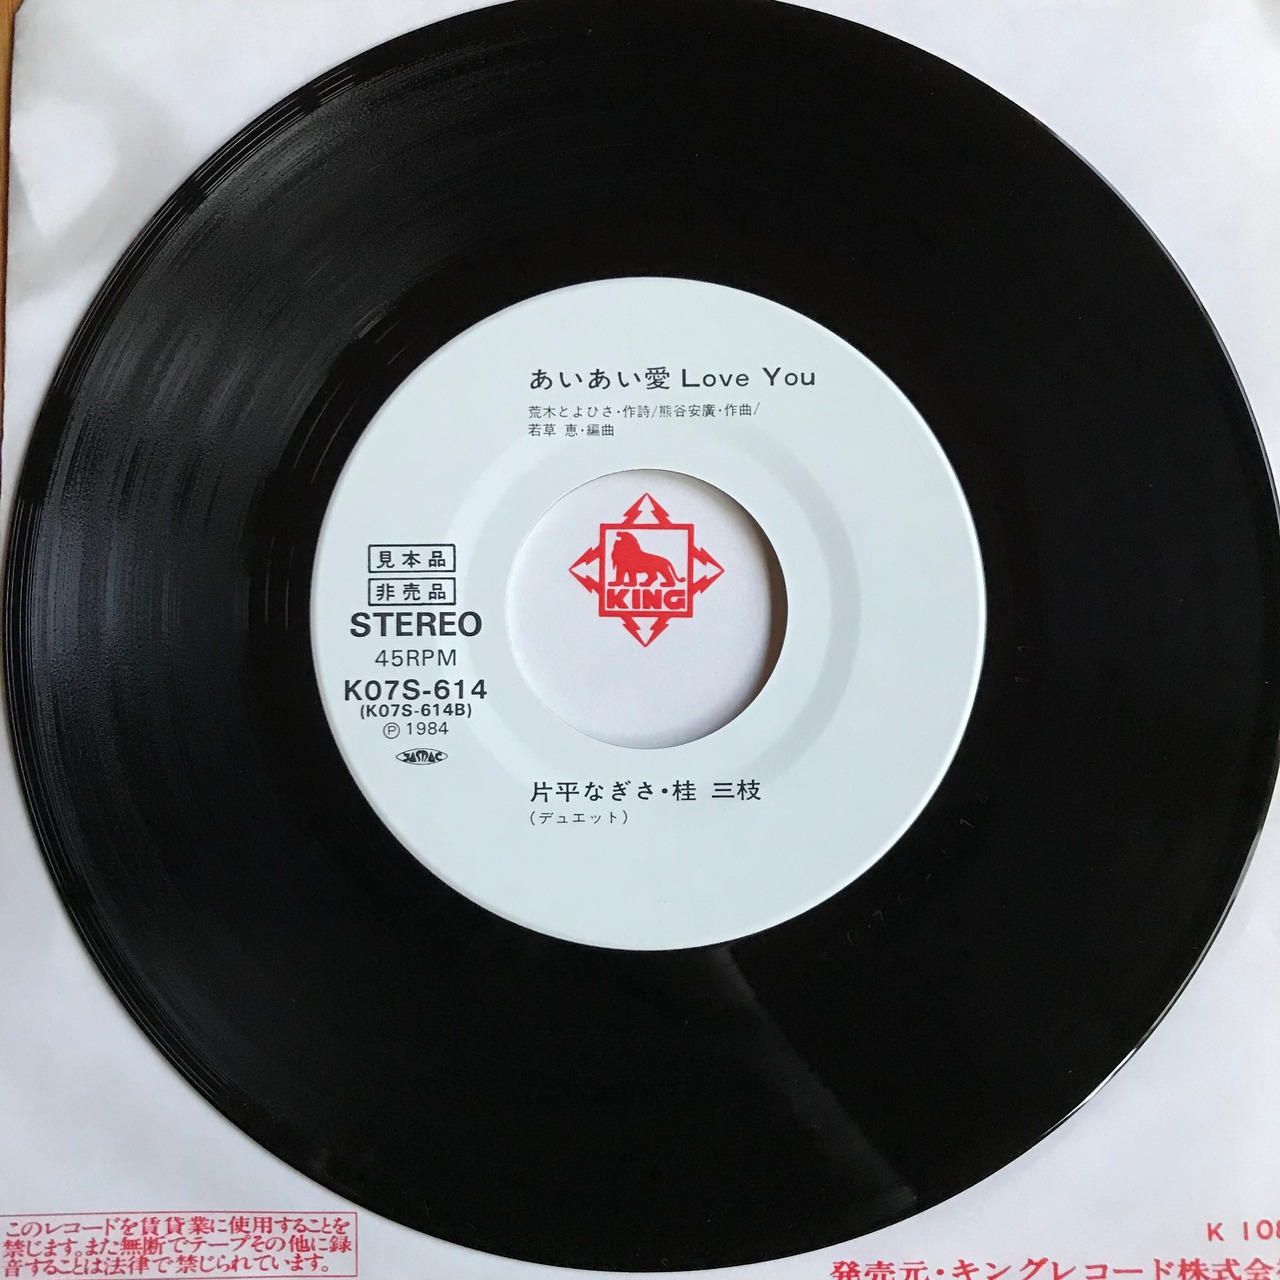 あいあい愛 Love You
荒木とよひさ・作詩/熊谷安廣・作曲/
若草 恵・編曲
KING
見本品
非売品
STEREO
45RPM
K07S-614
(K07S-614B)
Ⓟ 1984
JASRAC
片平なぎさ・桂 三枝
(デュエット)
このレコードを賃貸業に使用することを
禁じます。また無断でテープその他に録
音することは法律で禁じられています。
K 108
発売元・キングレコード株式会